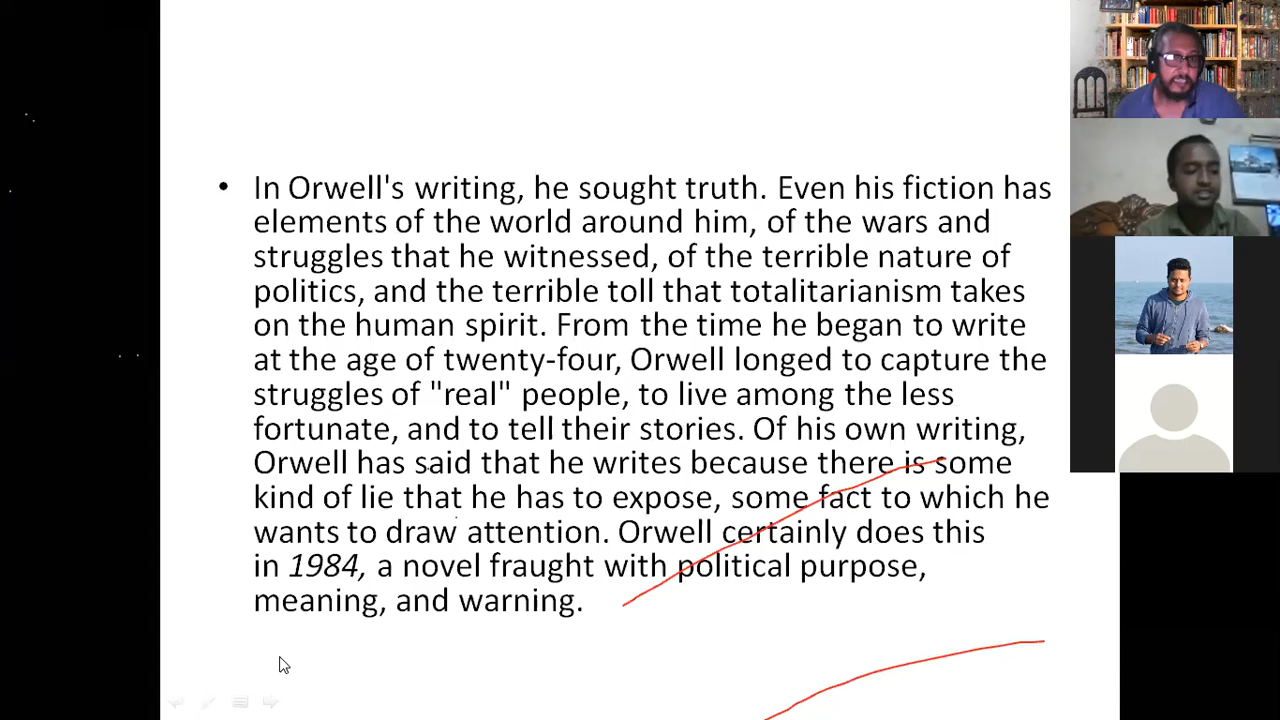 • In Orwell's writing, he sought truth. Even his fiction has
elements of the world around him, of the wars and
struggles that he witnessed, of the terrible nature of
politics, and the terrible toll that totalitarianism takes
on the human spirit. From the time he began to write
at the age of twenty-four, Orwell longed to capture the
struggles of "real" people, to live among the less
fortunate, and to tell their stories. Of his own writing,
Orwell has said that he writes because there is some
kind of lie that he has to expose, some fact to which he
wants to draw attention. Orwell certainly does this
in 1984, a novel fraught with political purpose,
meaning, and warning.